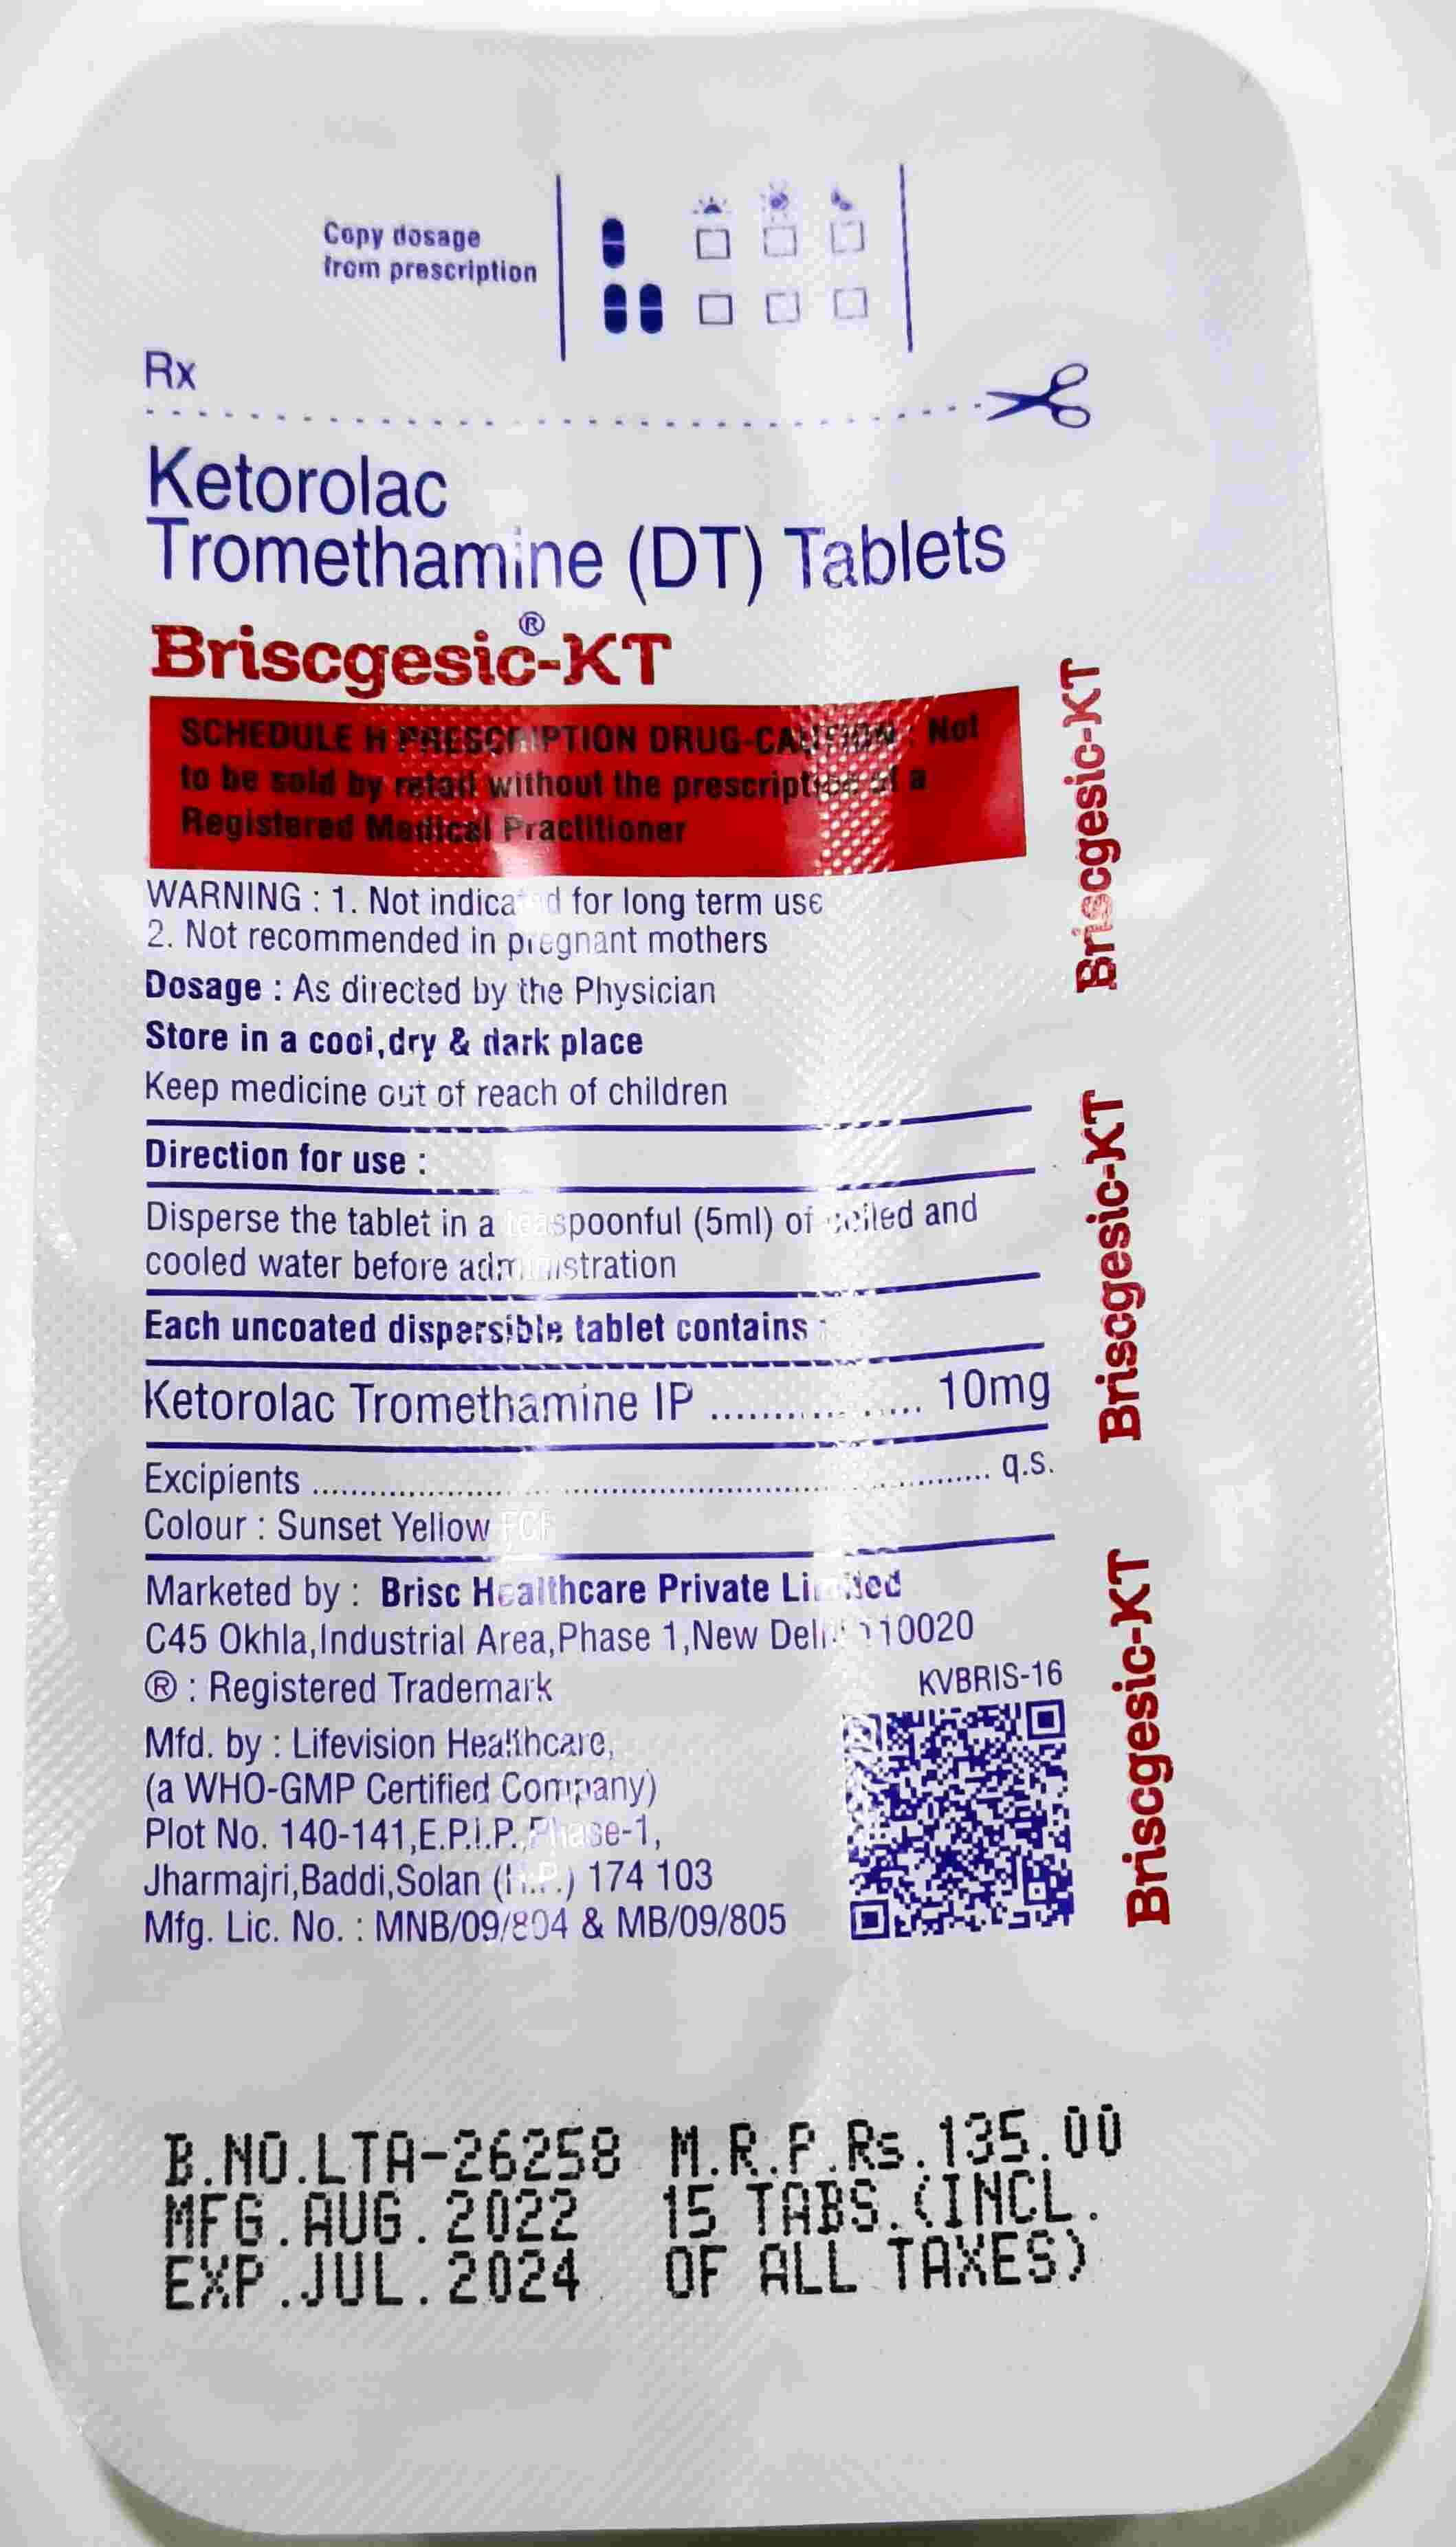 Copy dosage
from prescription
Rx
Ketorolac
Tromethamine (DT) Tablets
Briscgesic®-KT
SCHEDULE H PRESCRIPTION DRUG-CAUTION : Not
to be sold by retail without the prescription of a
Registered Medical Practitioner
WARNING : 1. Not indicated for long term use
2. Not recommended in pregnant mothers
Dosage : As directed by the Physician
Store in a cool,dry & dark place
Keep medicine out of reach of children
Direction for use :
Disperse the tablet in a teaspoonful (5ml) of boiled and
cooled water before administration
Each uncoated dispersible tablet contains :
Ketorolac Tromethamine IP ................ 10mg
Excipients ................................ q.s.
Colour : Sunset Yellow FCF
Marketed by : Brisc Healthcare Private Limited
C45 Okhla,Industrial Area,Phase 1,New Delhi 110020
® : Registered Trademark
KVBRIS-16
Mfd. by : Lifevision Healthcare,
(a WHO-GMP Certified Company)
Plot No. 140-141,E.P.I.P.,Phase-1,
Jharmajri,Baddi,Solan (H.P.) 174 103
Mfg. Lic. No. : MNB/09/804 & MB/09/805
Briscgesic-KT
Briscgesic-KT
Briscgesic-KT
B.NO.LTA-26258 M.R.P.Rs.135.00
MFG.AUG.2022 15 TABS.(INCL.
EXP.JUL.2024 OF ALL TAXES)